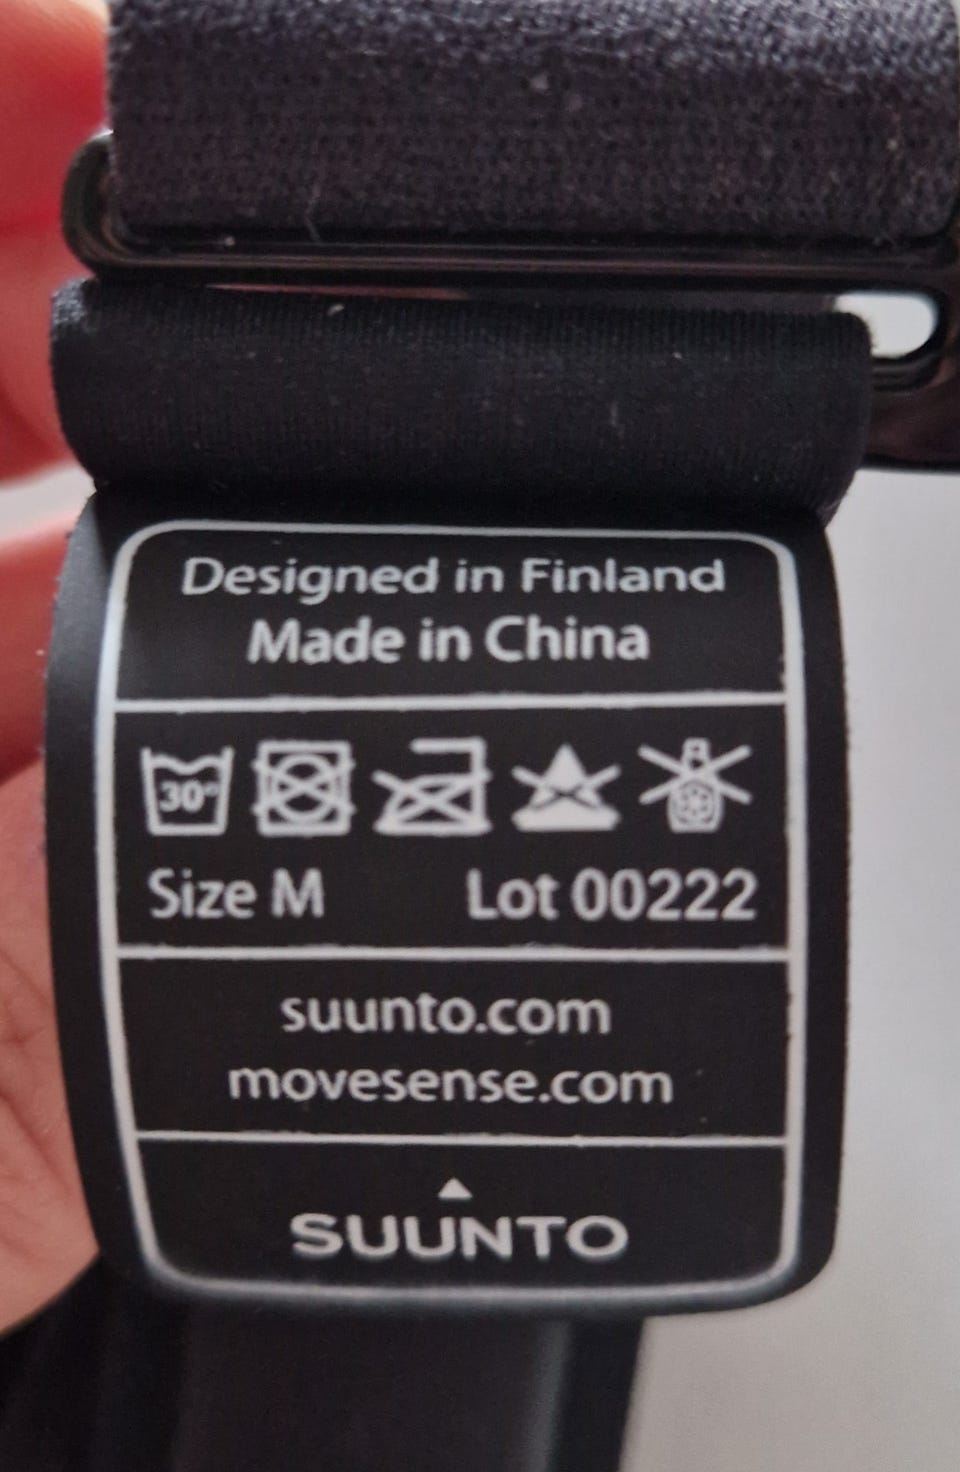 Designed in Finland
Made in China
30°
Size M Lot 00222
suunto.com
movesense.com
SUUNTO